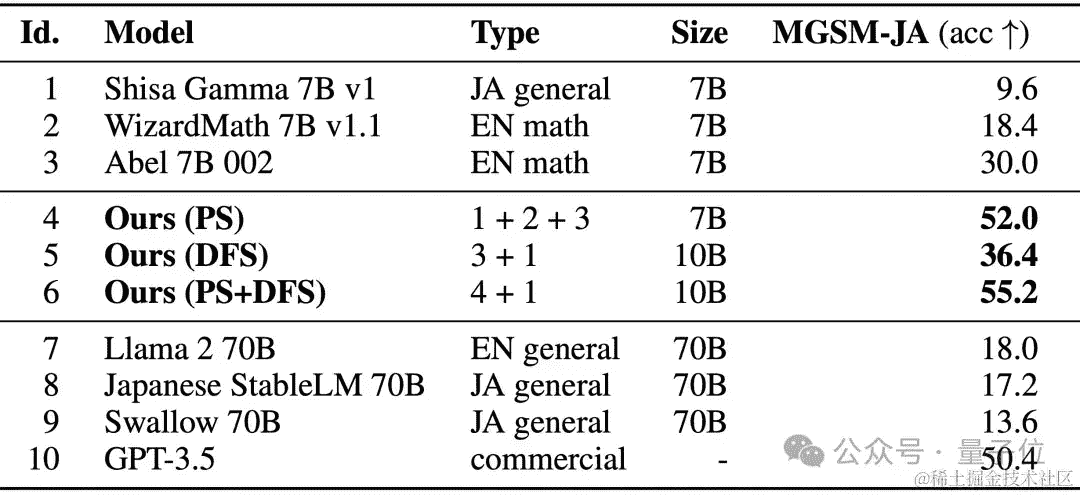 Id. Model Type Size MGSM-JA (acc ↑)
1 Shisa Gamma 7B v1 JA general 7B 9.6
2 WizardMath 7B v1.1 EN math 7B 18.4
3 Abel 7B 002 EN math 7B 30.0
4 Ours (PS) 1 + 2 + 3 7B 52.0
5 Ours (DFS) 3 + 1 10B 36.4
6 Ours (PS+DFS) 4 + 1 10B 55.2
7 Llama 2 70B EN general 70B 18.0
8 Japanese StableLM 70B JA general 70B 17.2
9 Swallow 70B JA general 70B 13.6
10 GPT-3.5 commercial - 50.4
公众号 · 量子位
@稀土掘金技术社区